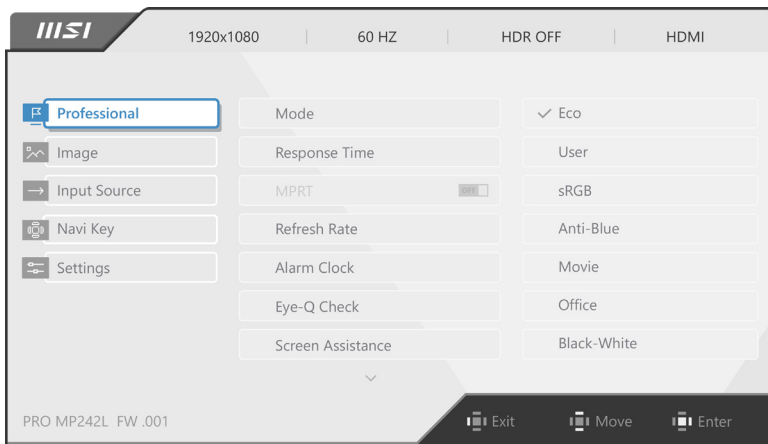 msi
1920x1080 60 HZ HDR OFF HDMI
Professional
Image
Input Source
Navi Key
Settings
Mode
Response Time
MPRT OFF
Refresh Rate
Alarm Clock
Eye-Q Check
Screen Assistance
Eco
User
sRGB
Anti-Blue
Movie
Office
Black-White
PRO MP242L FW .001
Exit Move Enter